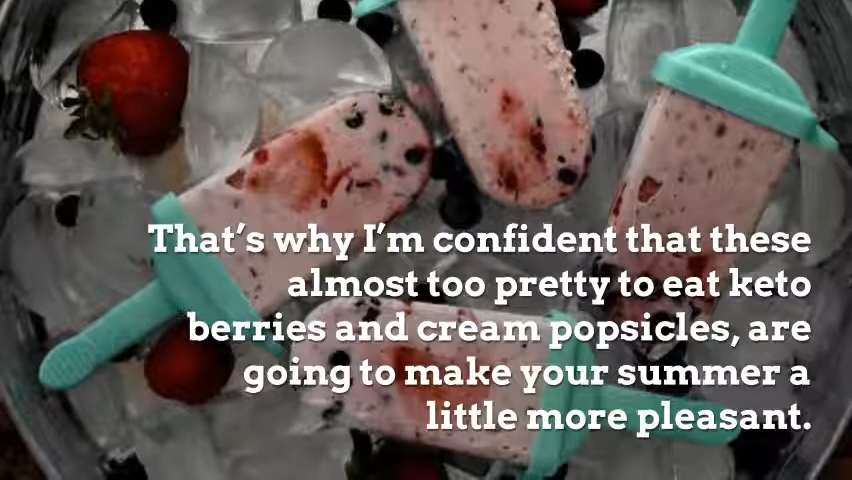 That's why I'm confident that these
almost too pretty to eat keto
berries and cream popsicles, are
going to make your summer a
little more pleasant.